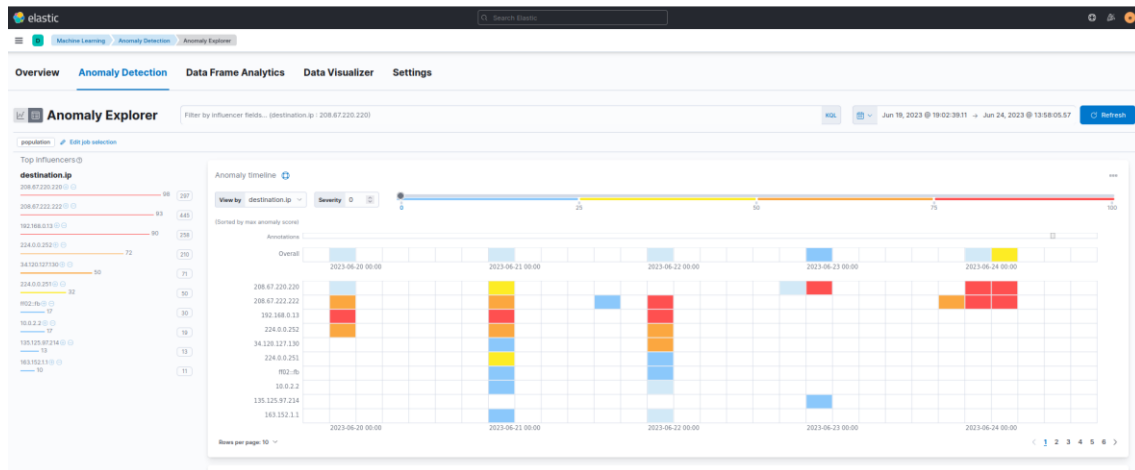 elastic
Search Elastic
D Machine Learning Anomaly Detection Anomaly Explorer
Overview Anomaly Detection Data Frame Analytics Data Visualizer Settings
Anomaly Explorer
Filter by influencer fields... (destination.ip : 208.67.220.220)
KQL
Jun 19, 2023 @ 19:02:39.11 → Jun 24, 2023 @ 13:58:05.57
Refresh
population Edit job selection
Top influencers
destination.ip
208.67.220.220
98 297
208.67.222.222
93 445
192.168.0.13
90 258
224.0.0.252
72 210
34.120.127.130
50 71
224.0.0.251
32 50
ff02::fb
17 30
10.0.2.2
17 18
135.125.97.214
13 13
163.152.1.1
10 11
Anomaly timeline
View by destination.ip Severity 0
0 25 50 75 100
(Sorted by max anomaly score)
Annotations
Overall
2023-06-20 00:00 2023-06-21 00:00 2023-06-22 00:00 2023-06-23 00:00 2023-06-24 00:00
208.67.220.220
208.67.222.222
192.168.0.13
224.0.0.252
34.120.127.130
224.0.0.251
ff02::fb
10.0.2.2
135.125.97.214
163.152.1.1
2023-06-20 00:00 2023-06-21 00:00 2023-06-22 00:00 2023-06-23 00:00 2023-06-24 00:00
Rows per page: 10
< 1 2 3 4 5 6 >